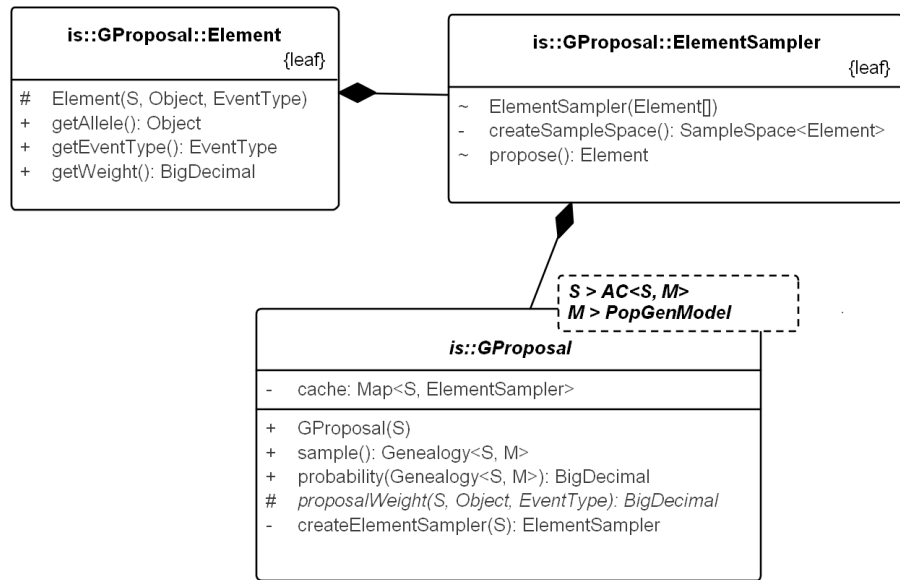 is::GProposal::Element
{leaf}
# Element(S, Object, EventType)
+ getAllele(): Object
+ getEventType(): EventType
+ getWeight(): BigDecimal
is::GProposal::ElementSampler
{leaf}
~ ElementSampler(Element[])
- createSampleSpace(): SampleSpace<Element>
~ propose(): Element
S > AC<S, M>
M > PopGenModel
is::GProposal
- cache: Map<S, ElementSampler>
+ GProposal(S)
+ sample(): Genealogy<S, M>
+ probability(Genealogy<S, M>): BigDecimal
# proposalWeight(S, Object, EventType): BigDecimal
- createElementSampler(S): ElementSampler